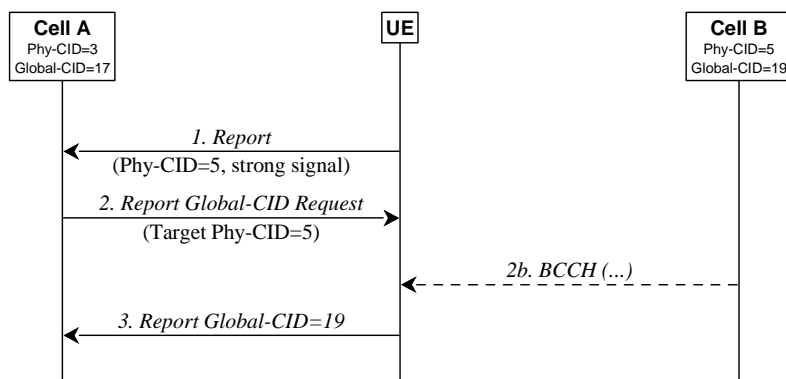 Cell A
Phy-CID=3
Global-CID=17
UE
Cell B
Phy-CID=5
Global-CID=19
1. Report
(Phy-CID=5, strong signal)
2. Report Global-CID Request
(Target Phy-CID=5)
2b. BCCH (...)
3. Report Global-CID=19